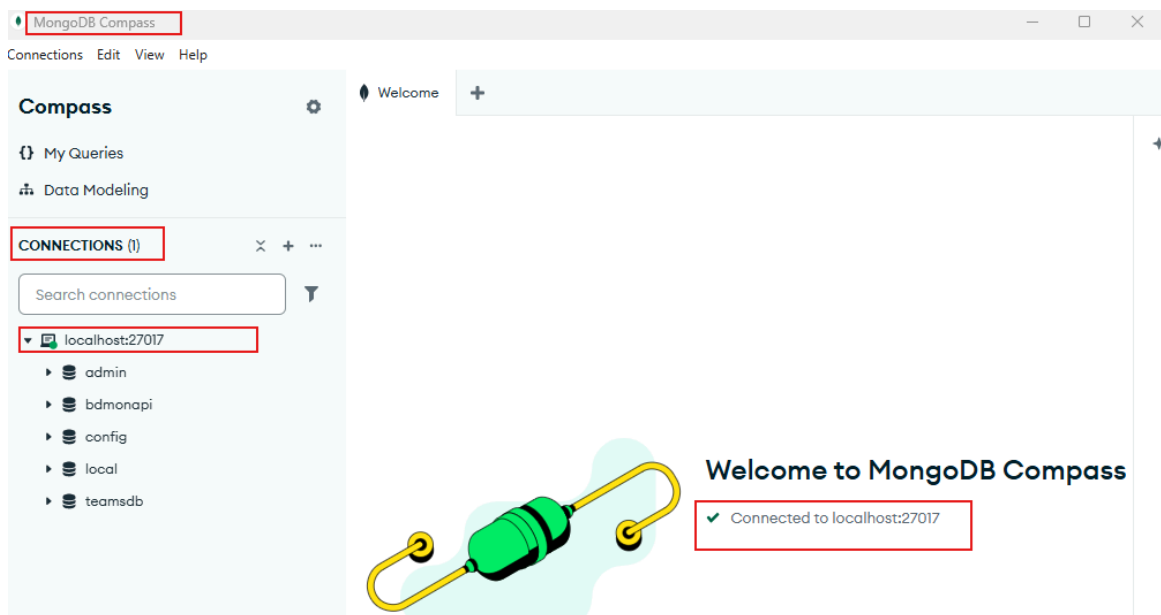 MongoDB Compass
Connections Edit View Help
Compass
Welcome
{} My Queries
Data Modeling
CONNECTIONS (1)
Search connections
localhost:27017
admin
bdmonapi
config
local
teamsdb
Welcome to MongoDB Compass
Connected to localhost:27017